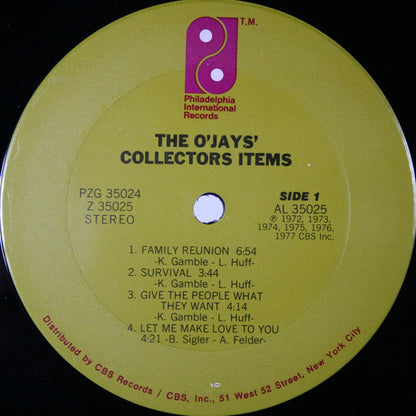 T.M.
Philadelphia
International
Records
THE O'JAYS'
COLLECTORS ITEMS
PZG 35024
Z 35025
STEREO
SIDE 1
AL 35025
℗ 1972, 1973,
1974, 1975, 1976,
1977 CBS Inc.
1. FAMILY REUNION 6:54
-K. Gamble - L. Huff-
2. SURVIVAL 3:44
-K. Gamble - L. Huff-
3. GIVE THE PEOPLE WHAT
THEY WANT 4:14
-K. Gamble - L. Huff-
4. LET ME MAKE LOVE TO YOU
4:21 -B. Sigler - A. Felder-
Distributed by CBS Records / CBS, Inc., 51 West 52 Street, New York City